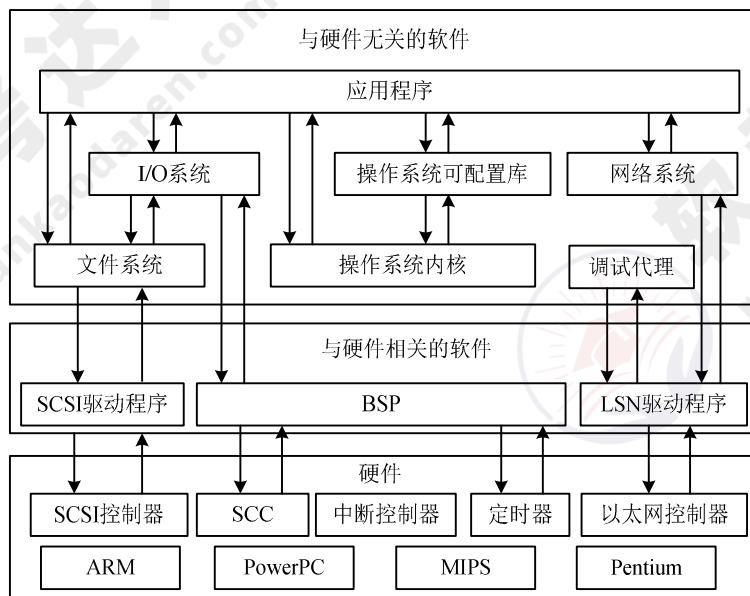 与硬件无关的软件
应用程序
I/O系统
操作系统可配置库
网络系统
文件系统
操作系统内核
调试代理
与硬件相关的软件
SCSI驱动程序
BSP
LSN驱动程序
硬件
SCSI控制器
SCC
中断控制器
定时器
以太网控制器
ARM
PowerPC
MIPS
Pentium